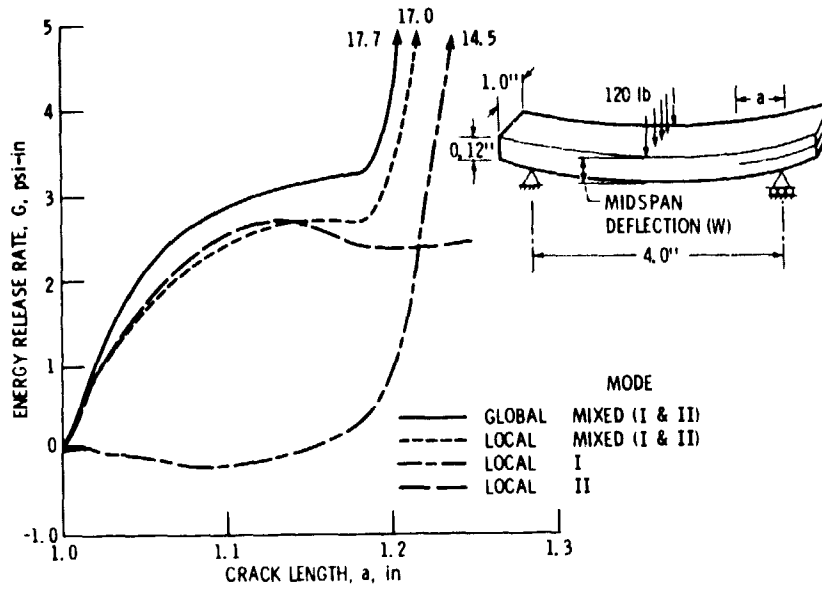 5
4
3
2
1
0
-1.0
ENERGY RELEASE RATE, G, psi-in
1.0
1.1
1.2
1.3
CRACK LENGTH, a, in
17.7
17.0
14.5
1.0"
0.12"
120 lb
a
MIDSPAN
DEFLECTION (W)
4.0"
MODE
GLOBAL MIXED (I & II)
LOCAL MIXED (I & II)
LOCAL I
LOCAL II